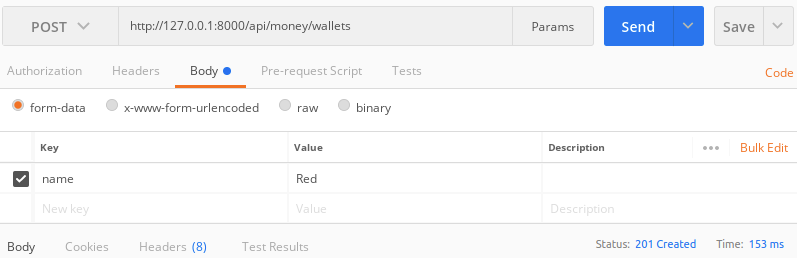 POST http://127.0.0.1:8000/api/money/wallets Params Send Save
Authorization Headers Body Pre-request Script Tests Code
form-data x-www-form-urlencoded raw binary
Key Value Description Bulk Edit
name Red
New key Value Description
Body Cookies Headers (8) Test Results Status: 201 Created Time: 153 ms